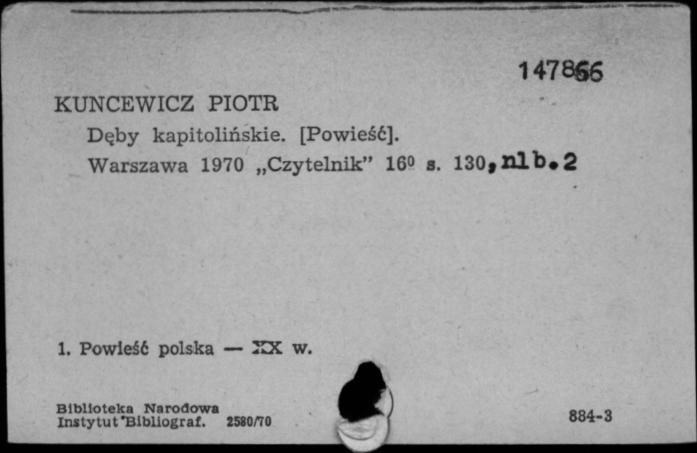 147866
KUNCEWICZ PIOTR
Dęby kapitolińskie. [Powieść].
Warszawa 1970 „Czytelnik” 16º s. 130, nlb. 2
1. Powieść polska — XX w.
Biblioteka Narodowa
Instytut Bibliograf. 2580/70
884-3